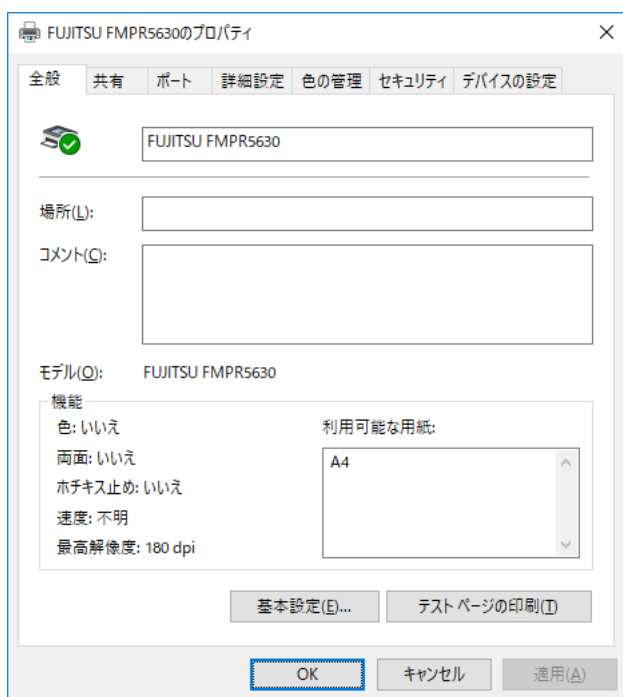 FUJITSU FMPR5630のプロパティ
全般 共有 ポート 詳細設定 色の管理 セキュリティ デバイスの設定
FUJITSU FMPR5630
場所(L):
コメント(C):
モデル(O): FUJITSU FMPR5630
機能
色: いいえ
両面: いいえ
ホチキス止め: いいえ
速度: 不明
最高解像度: 180 dpi
利用可能な用紙:
A4
基本設定(E)... テスト ページの印刷(T)
OK キャンセル 適用(A)